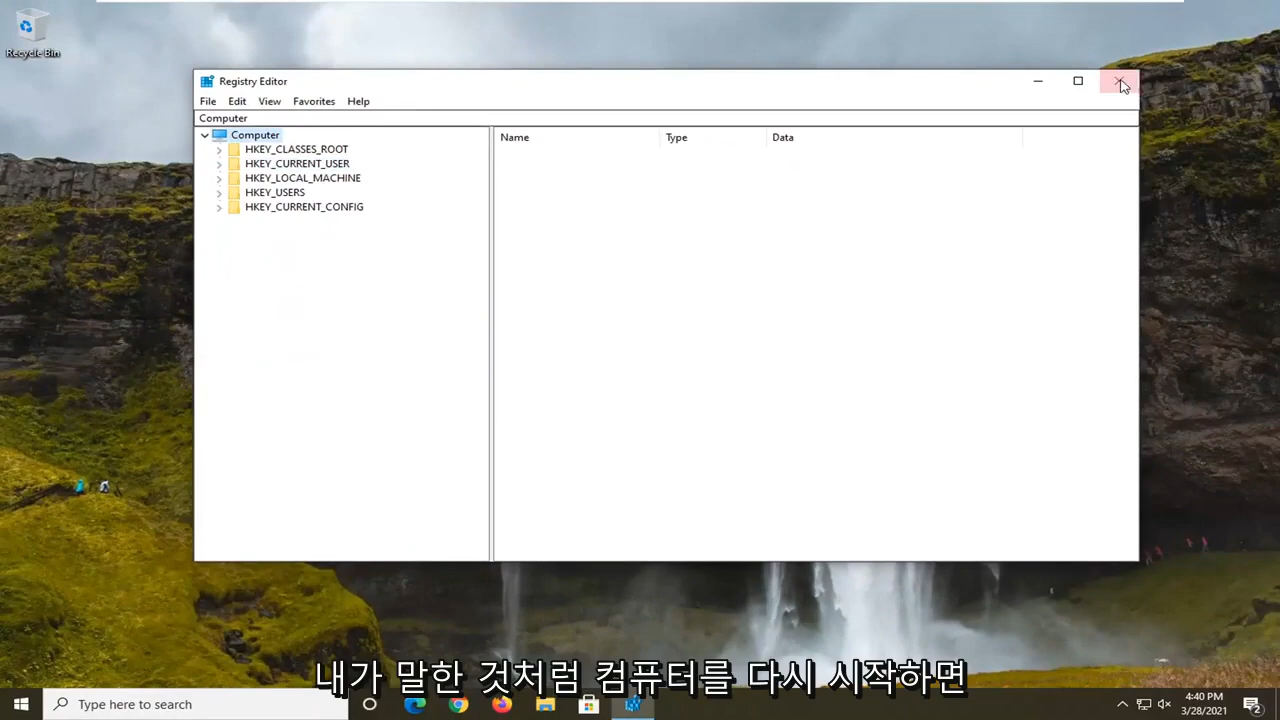 Recycle Bin
Registry Editor
File Edit View Favorites Help
Computer
Computer
HKEY_CLASSES_ROOT
HKEY_CURRENT_USER
HKEY_LOCAL_MACHINE
HKEY_USERS
HKEY_CURRENT_CONFIG
Name Type Data
내가 말한 것처럼 컴퓨터를 다시 시작하면
Type here to search
4:40 PM
3/28/2021
2